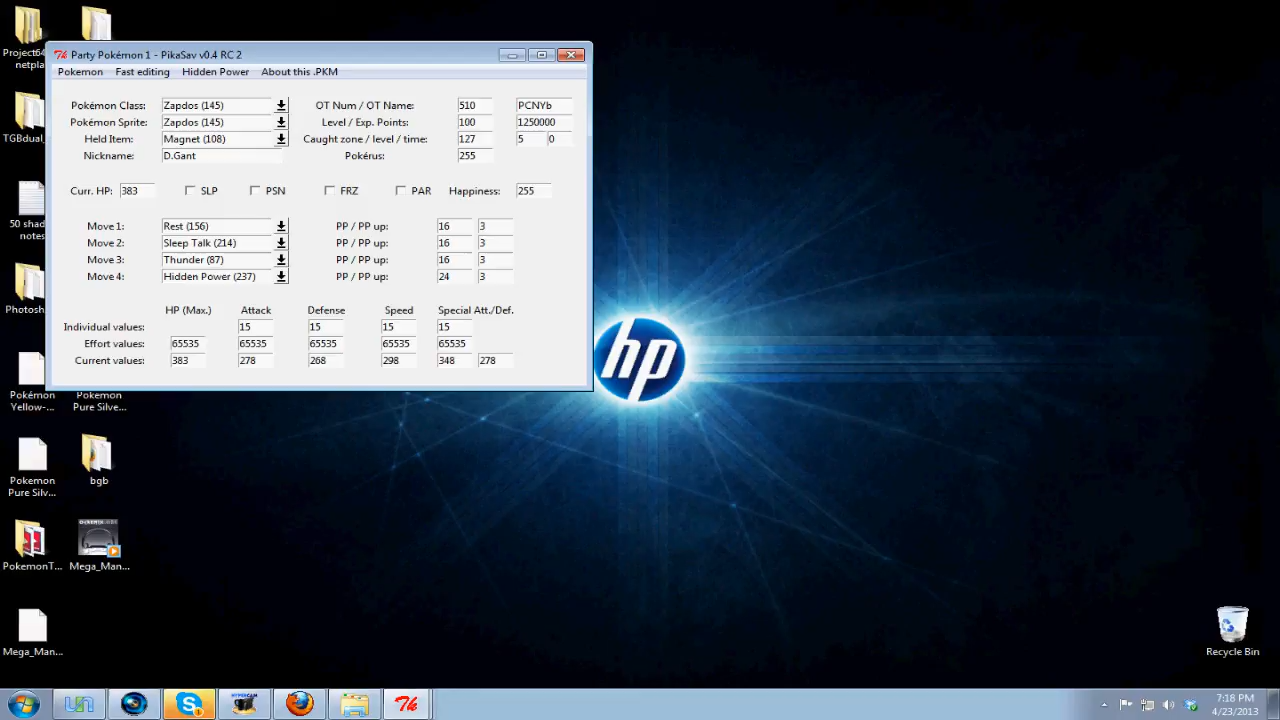 Project64
netpla...
Party Pokémon 1 - PikaSav v0.4 RC 2
Pokemon Fast editing Hidden Power About this .PKM
Pokémon Class: Zapdos (145) OT Num / OT Name: 510 PCNYb
Pokémon Sprite: Zapdos (145) Level / Exp. Points: 100 1250000
Held Item: Magnet (108) Caught zone / level / time: 127 5 0
Nickname: D.Gant Pokérus: 255
Curr. HP: 383 SLP PSN FRZ PAR Happiness: 255
Move 1: Rest (156) PP / PP up: 16 3
Move 2: Sleep Talk (214) PP / PP up: 16 3
Move 3: Thunder (87) PP / PP up: 16 3
Move 4: Hidden Power (237) PP / PP up: 24 3
HP (Max.) Attack Defense Speed Special Att./Def.
Individual values: 15 15 15 15
Effort values: 65535 65535 65535 65535 65535
Current values: 383 278 268 298 348 278
TGBdual_
50 shad
notes
Photosh
Pokémon
Yellow-...
Pokemon
Pure Silve...
Pokemon
Pure Silv...
bgb
PokemonT...
Mega_Man...
Mega_Man...
hp
Recycle Bin
HYPERCAM
7:18 PM
4/23/2013